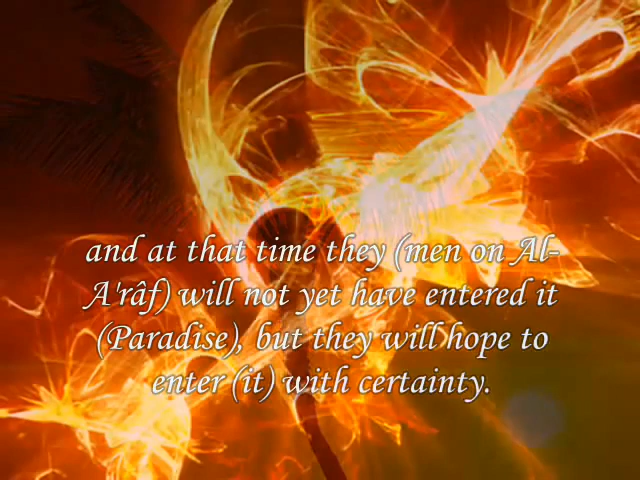 and at that time they (men on Al-
A'râf) will not yet have entered it
(Paradise), but they will hope to
enter (it) with certainty.